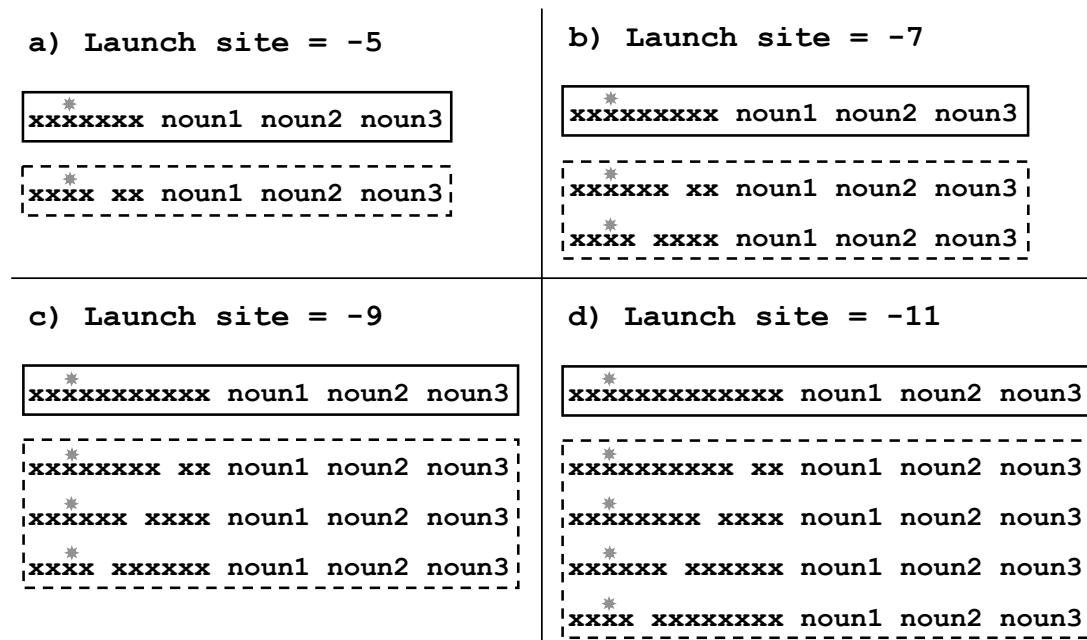 a) Launch site = -5
xxxxxxx noun1 noun2 noun3
xxxx xx noun1 noun2 noun3
b) Launch site = -7
xxxxxxxxx noun1 noun2 noun3
xxxxxx xx noun1 noun2 noun3
xxxx xxxx noun1 noun2 noun3
c) Launch site = -9
xxxxxxxxxxx noun1 noun2 noun3
xxxxxxxx xx noun1 noun2 noun3
xxxxxx xxxx noun1 noun2 noun3
xxxx xxxxxx noun1 noun2 noun3
d) Launch site = -11
xxxxxxxxxxxxx noun1 noun2 noun3
xxxxxxxxxx xx noun1 noun2 noun3
xxxxxxxx xxxx noun1 noun2 noun3
xxxxxx xxxxxx noun1 noun2 noun3
xxxx xxxxxxxx noun1 noun2 noun3